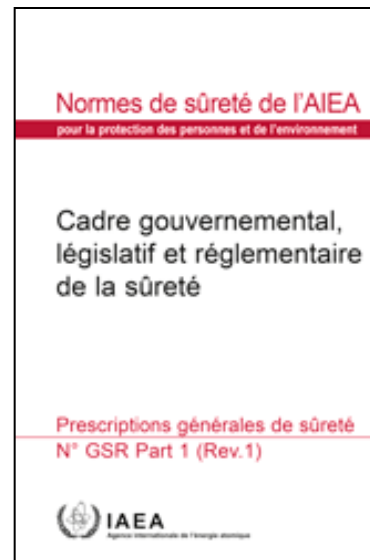 Normes de sûreté de l'AIEA
pour la protection des personnes et de l'environnement
Cadre gouvernemental,
législatif et réglementaire
de la sûreté
Prescriptions générales de sûreté
N° GSR Part 1 (Rev.1)
IAEA
Agence internationale de l'énergie atomique